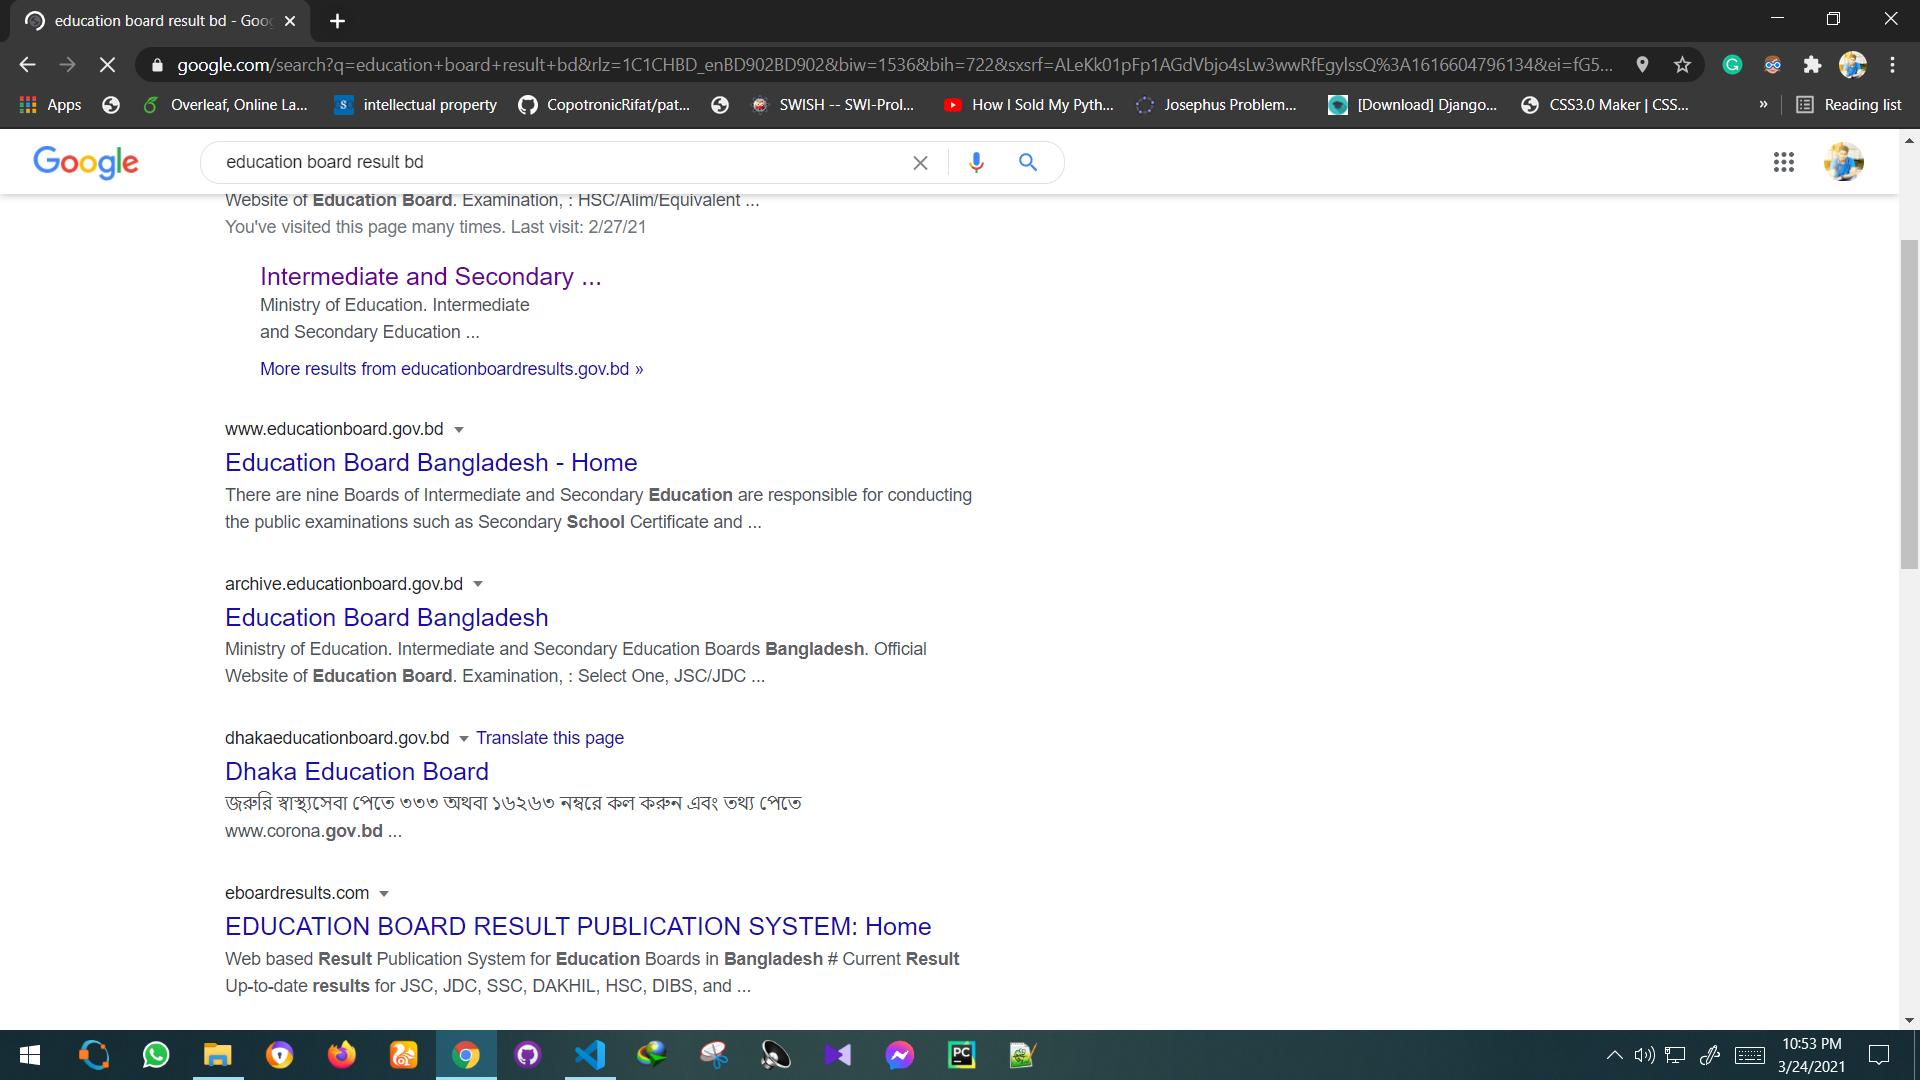 education board result bd - Goo
google.com/search?q=education+board+result+bd&rlz=1C1CHBD_enBD902BD902&biw=1536&bih=722&sxsrf=ALeKk01pFp1AGdVbjo4sLw3wwRfEgylssQ%3A1616604796134&ei=fG5...
Apps Overleaf, Online La... intellectual property CopotronicRifat/pat... SWISH -- SWI-Prol... How I Sold My Pyth... Josephus Problem... [Download] Django... CSS3.0 Maker | CSS... » Reading list
Google education board result bd
Website of Education Board. Examination, : HSC/Alim/Equivalent ...
You've visited this page many times. Last visit: 2/27/21
Intermediate and Secondary ...
Ministry of Education. Intermediate
and Secondary Education ...
More results from educationboardresults.gov.bd »
www.educationboard.gov.bd
Education Board Bangladesh - Home
There are nine Boards of Intermediate and Secondary Education are responsible for conducting
the public examinations such as Secondary School Certificate and ...
archive.educationboard.gov.bd
Education Board Bangladesh
Ministry of Education. Intermediate and Secondary Education Boards Bangladesh. Official
Website of Education Board. Examination, : Select One, JSC/JDC ...
dhakaeducationboard.gov.bd Translate this page
Dhaka Education Board
জরুরি স্বাস্থ্যসেবা পেতে ৩৩৩ অথবা ১৬২৬৩ নম্বরে কল করুন এবং তথ্য পেতে
www.corona.gov.bd ...
eboardresults.com
EDUCATION BOARD RESULT PUBLICATION SYSTEM: Home
Web based Result Publication System for Education Boards in Bangladesh # Current Result
Up-to-date results for JSC, JDC, SSC, DAKHIL, HSC, DIBS, and ...
PC
10:53 PM
3/24/2021